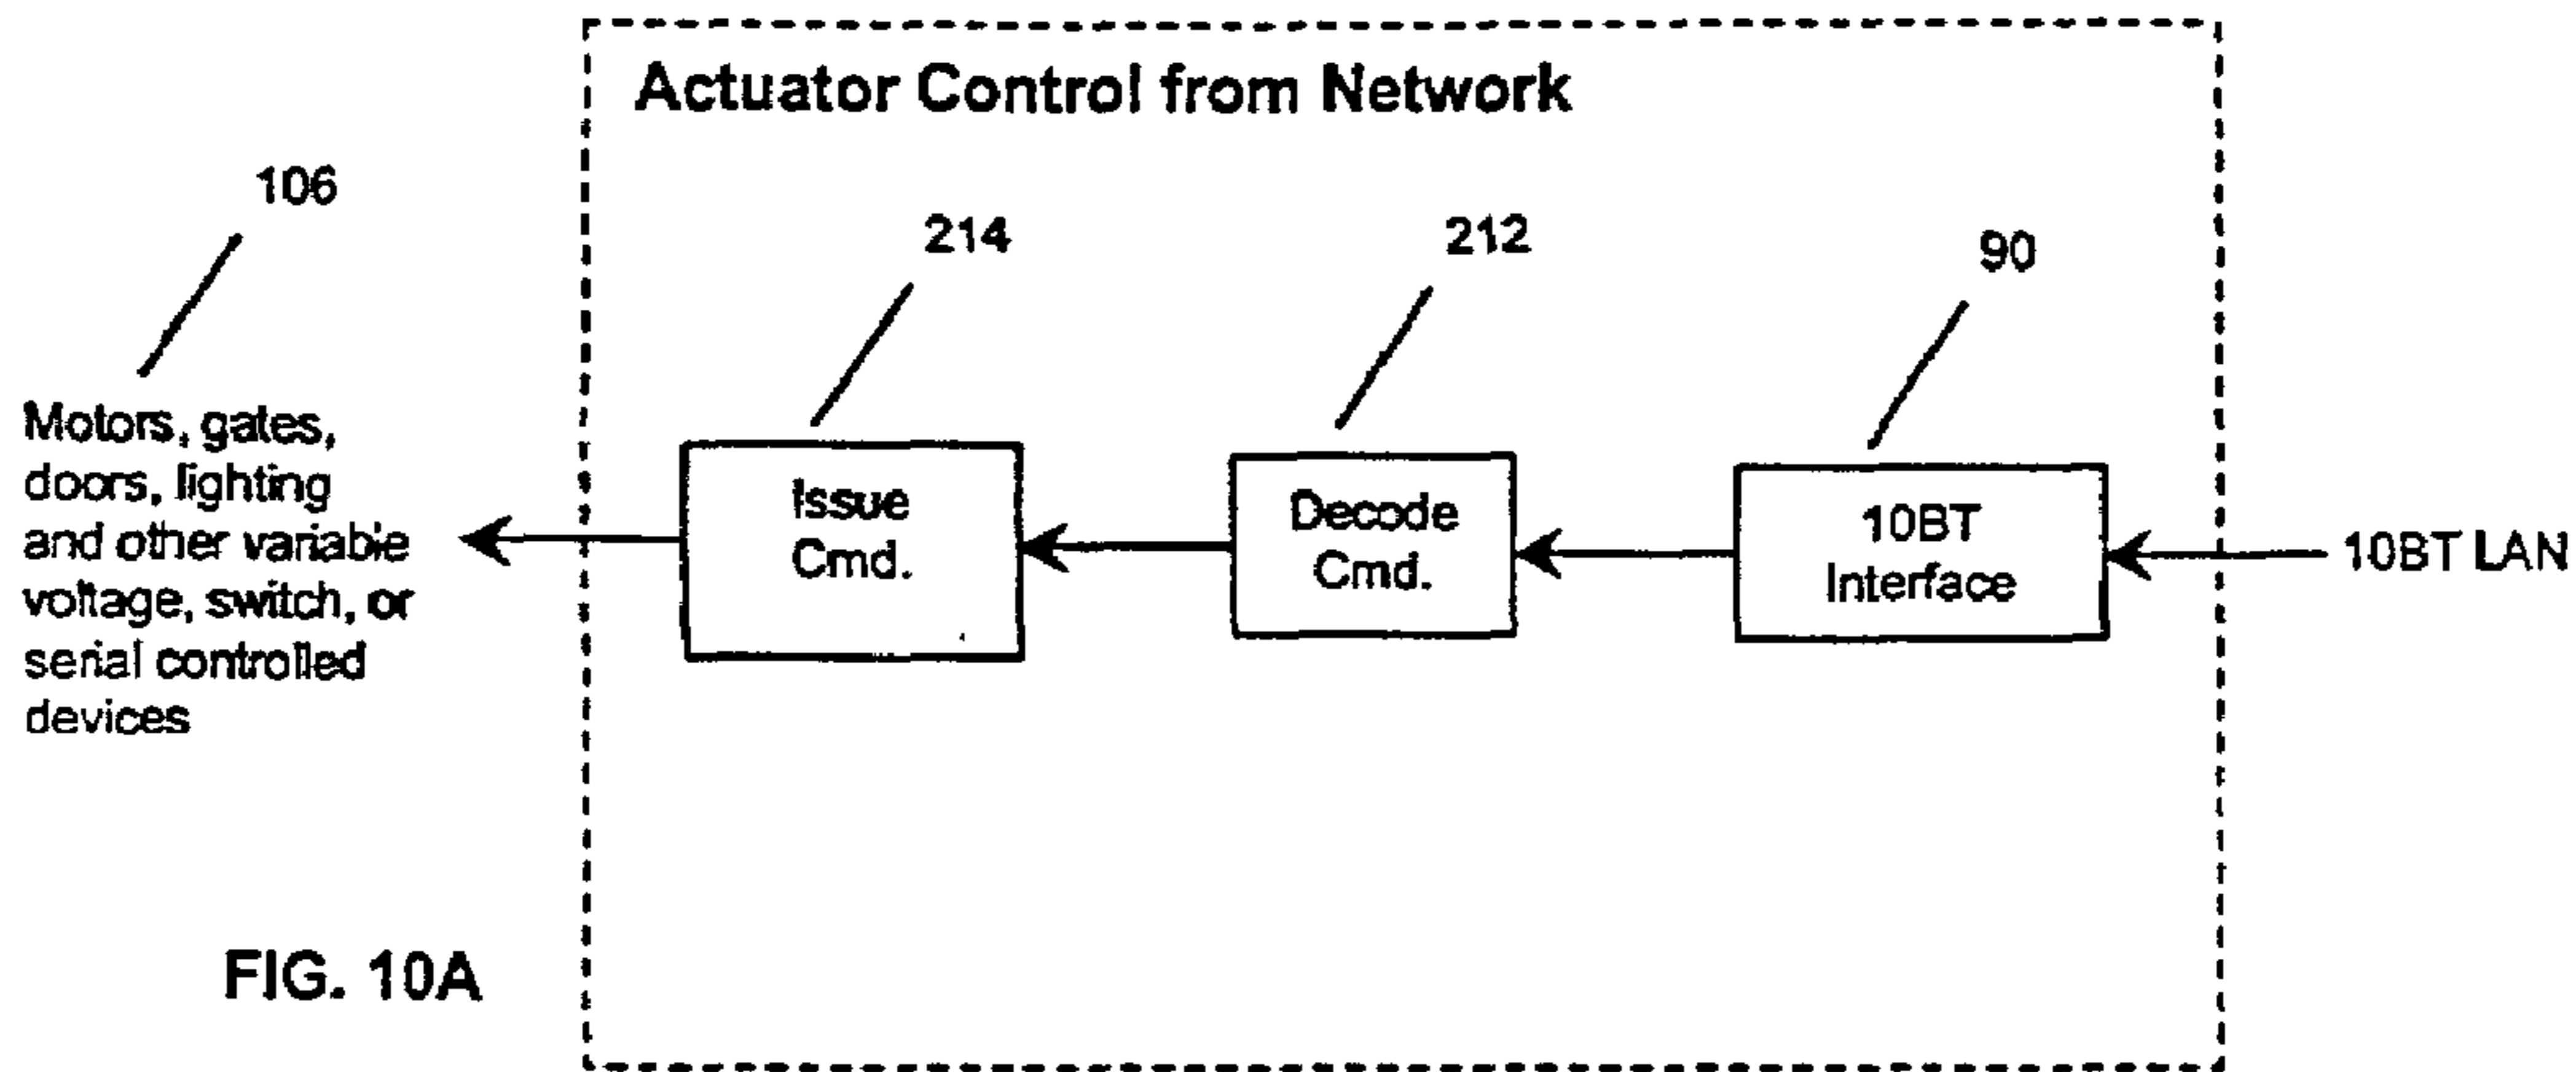 Actuator Control from Network
106
214
212
90
Motors, gates,
doors, lighting
and other variable
voltage, switch, or
serial controlled
devices
Issue
Cmd.
Decode
Cmd.
10BT
Interface
10BT LAN
FIG. 10A